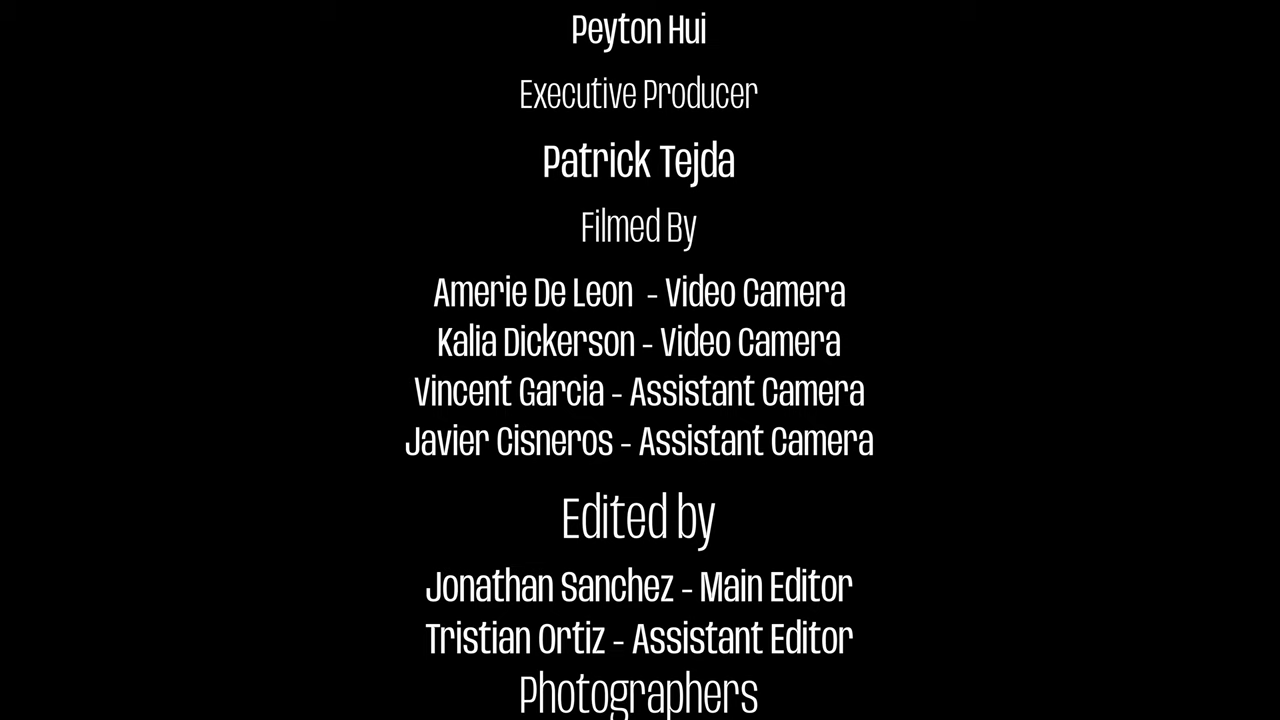 Peyton Hui
Executive Producer
Patrick Tejda
Filmed By
Amerie De Leon - Video Camera
Kalia Dickerson - Video Camera
Vincent Garcia - Assistant Camera
Javier Cisneros - Assistant Camera
Edited by
Jonathan Sanchez - Main Editor
Tristian Ortiz - Assistant Editor
Photographers